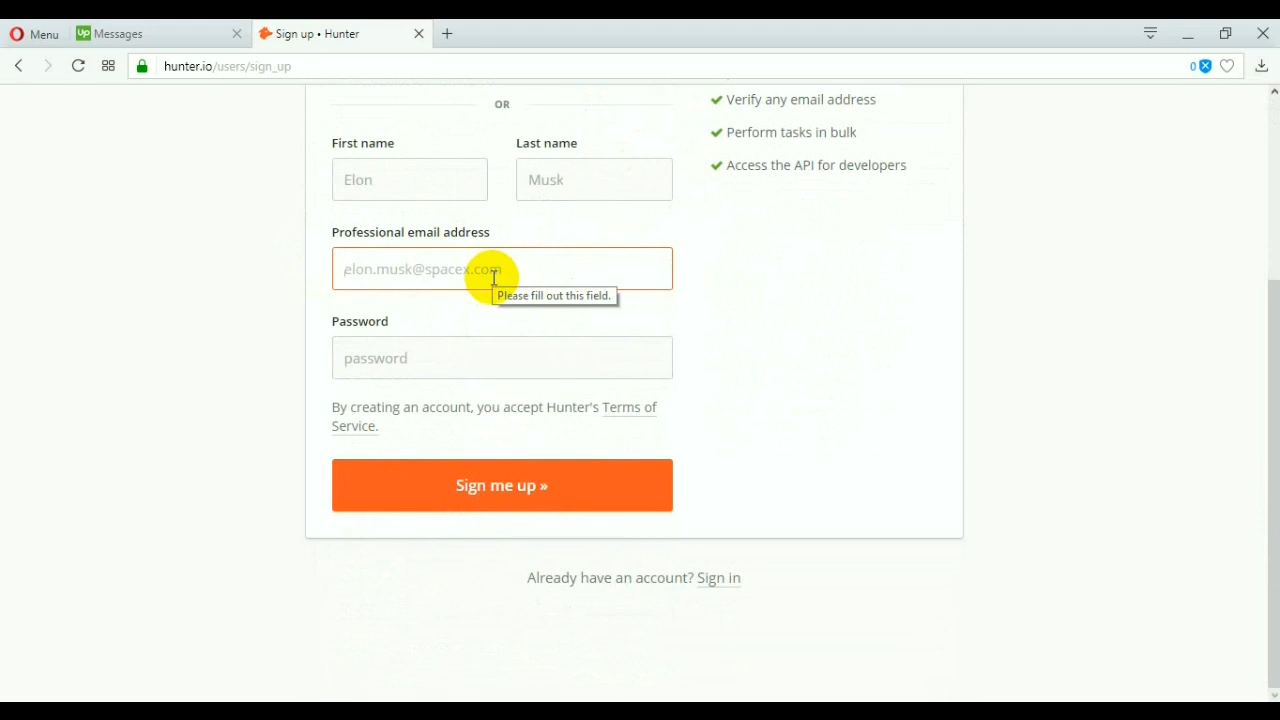 Menu
Up Messages
Sign up • Hunter
hunter.io/users/sign_up
0
OR
First name
Last name
Elon
Musk
Professional email address
elon.musk@spacex.com
Please fill out this field.
Password
password
By creating an account, you accept Hunter's Terms of
Service.
Sign me up »
Already have an account? Sign in
Verify any email address
Perform tasks in bulk
Access the API for developers